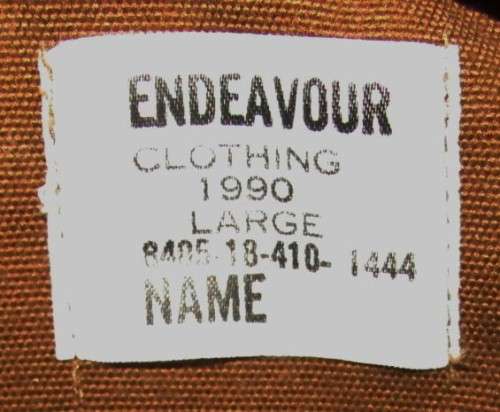 ENDEAVOUR
CLOTHING
1990
LARGE
8405-18-410-1444
NAME